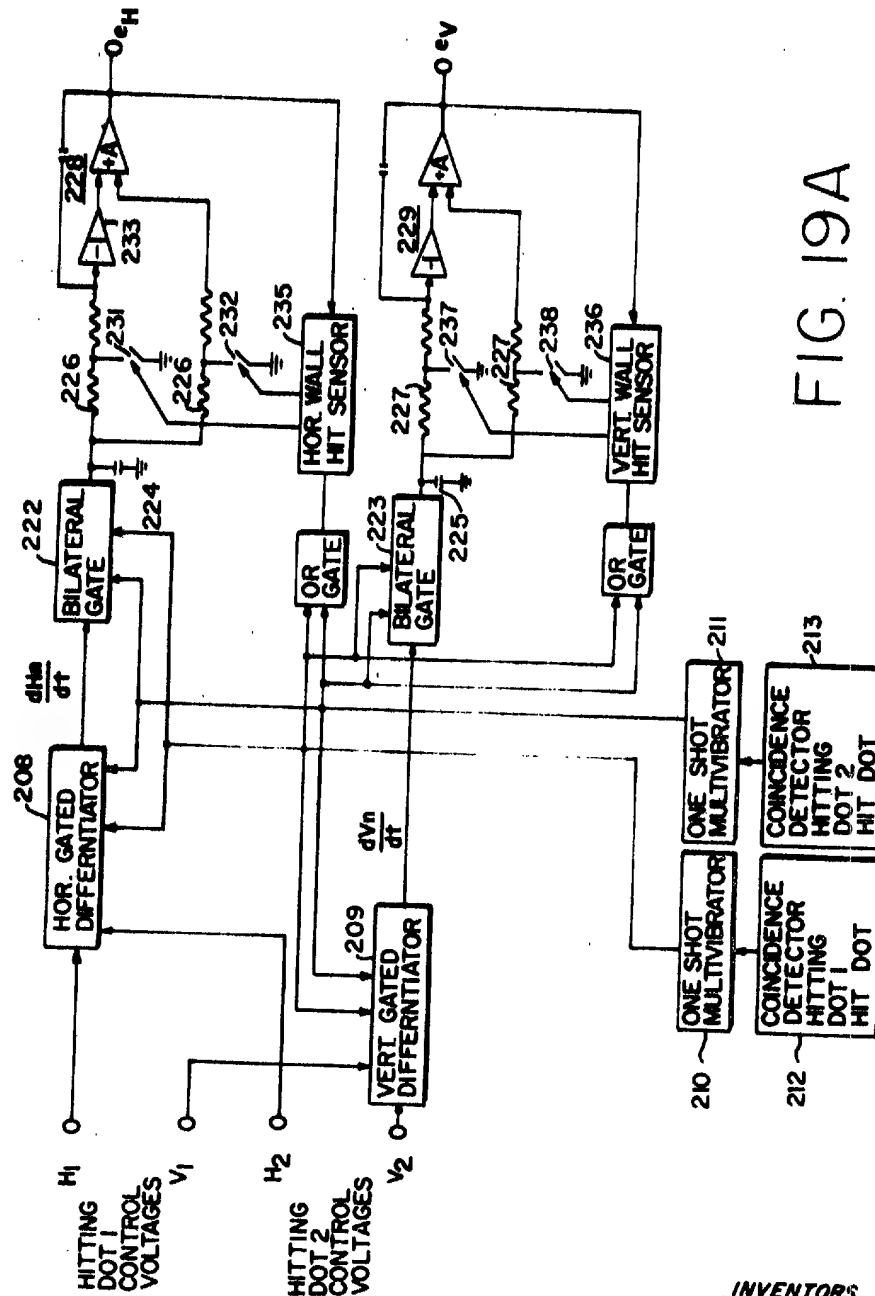 HITTING
DOT 1
CONTROL
VOLTAGES
H1
V1
HITTING
DOT 2
CONTROL
VOLTAGES
H2
V2
208
HOR. GATED
DIFFERNTIATOR
dHn
dt
222
BILATERAL
GATE
224
226
226
231
232
233
228
+A
eH
235
HOR. WALL
HIT SENSOR
OR
GATE
209
VERT. GATED
DIFFERNTIATOR
dVn
dt
223
BILATERAL
GATE
225
227
227
237
238
229
+A
eV
236
VERT. WALL
HIT SENSOR
OR
GATE
210
ONE SHOT
MULTIVIBRATOR
211
ONE SHOT
MULTIVIBRATOR
212
COINCIDENCE
DETECTOR
HITTING
DOT 1
HIT DOT
213
COINCIDENCE
DETECTOR
HITTING
DOT 2
HIT DOT
FIG. 19A
INVENTORS